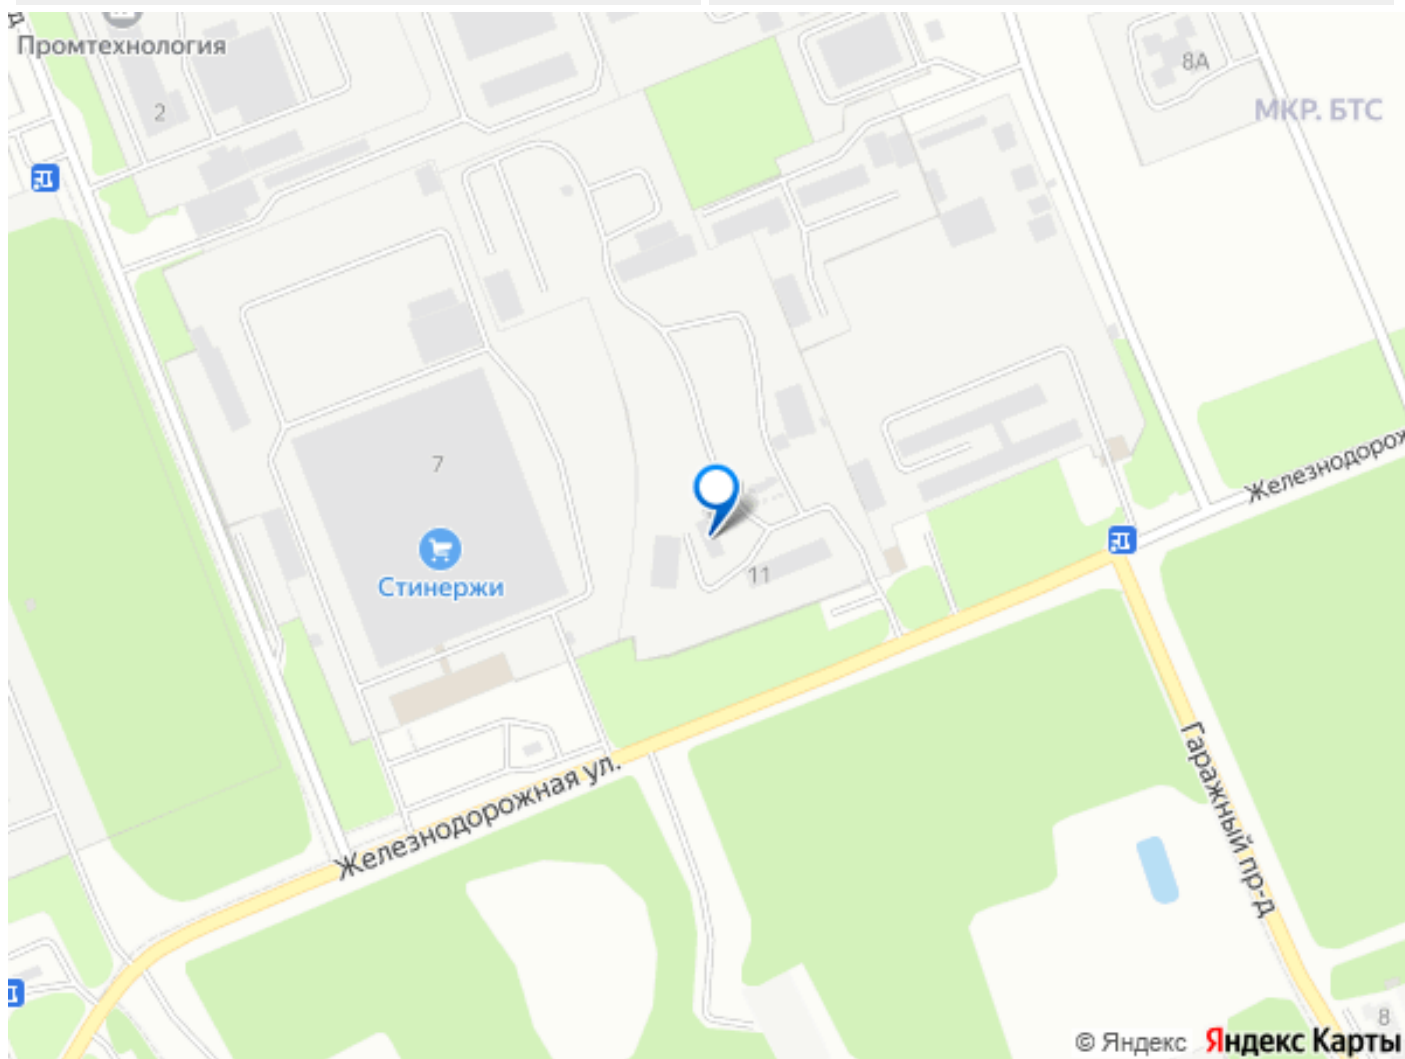 Промтехнология
2
8А
МКР. БТС
7
Стинержи
11
Железнодорож
Железнодорожная ул.
Гаражный пр-д
8
© Яндекс Яндекс Карты